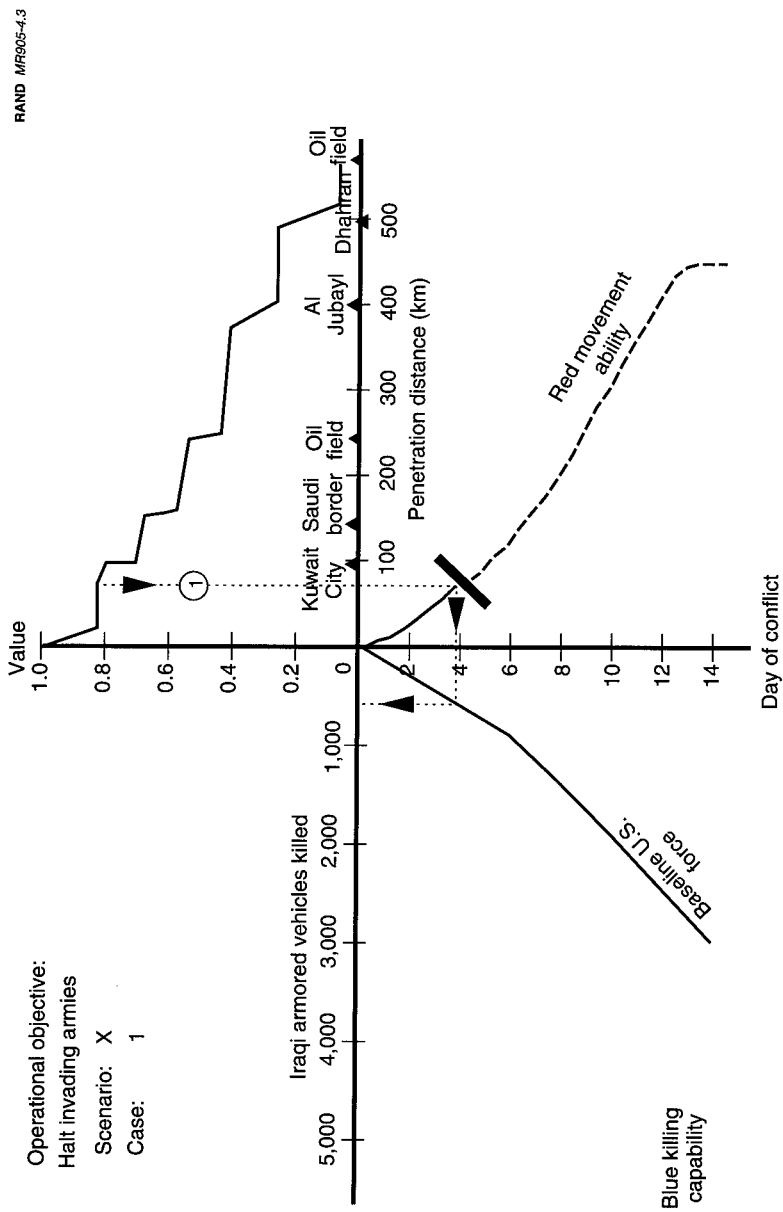 RAND MR905-4.3
Operational objective:
Halt invading armies
Scenario: X
Case: 1
Value
1.0
0.8
0.6
0.4
0.2
0
1
Kuwait
City
Saudi
border
Oil
field
Al
Jubayl
Dhahran
Oil
field
100
200
300
400
500
Penetration distance (km)
Iraqi armored vehicles killed
5,000
4,000
3,000
2,000
1,000
2
4
6
8
10
12
14
Day of conflict
Red movement
ability
Baseline U.S.
force
Blue killing
capability